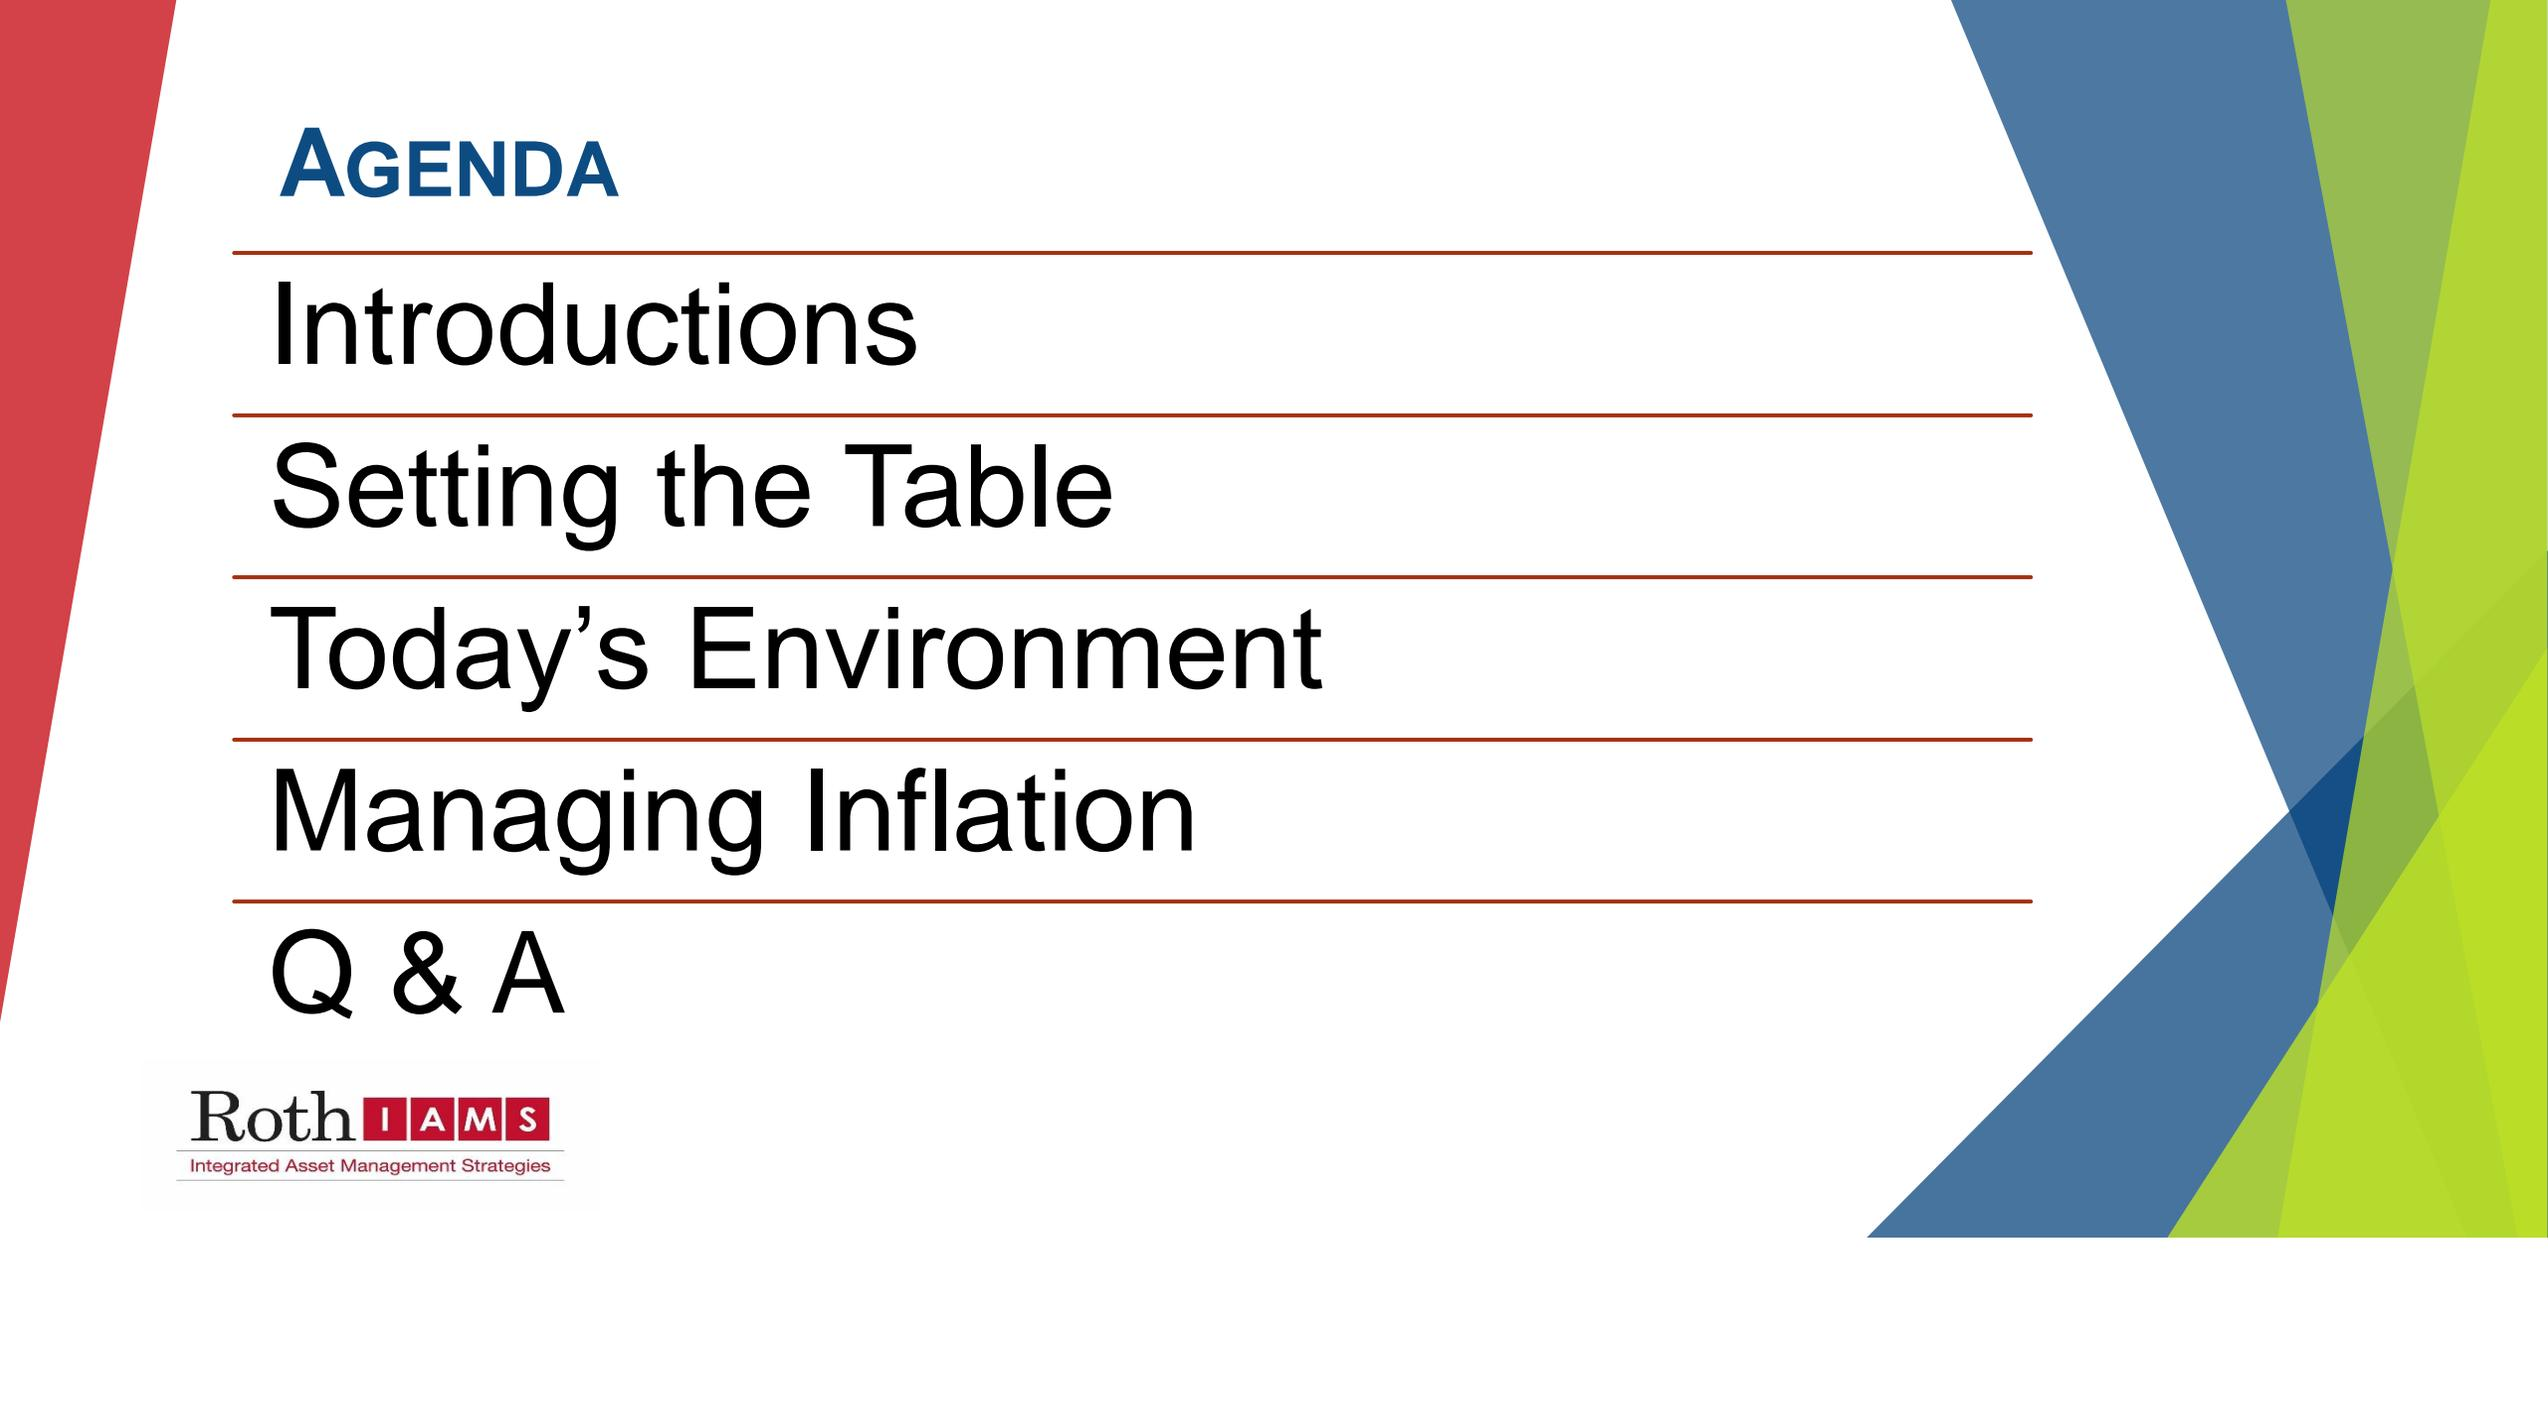 AGENDA
Introductions
Setting the Table
Today’s Environment
Managing Inflation
Q & A
Roth IAMS
Integrated Asset Management Strategies